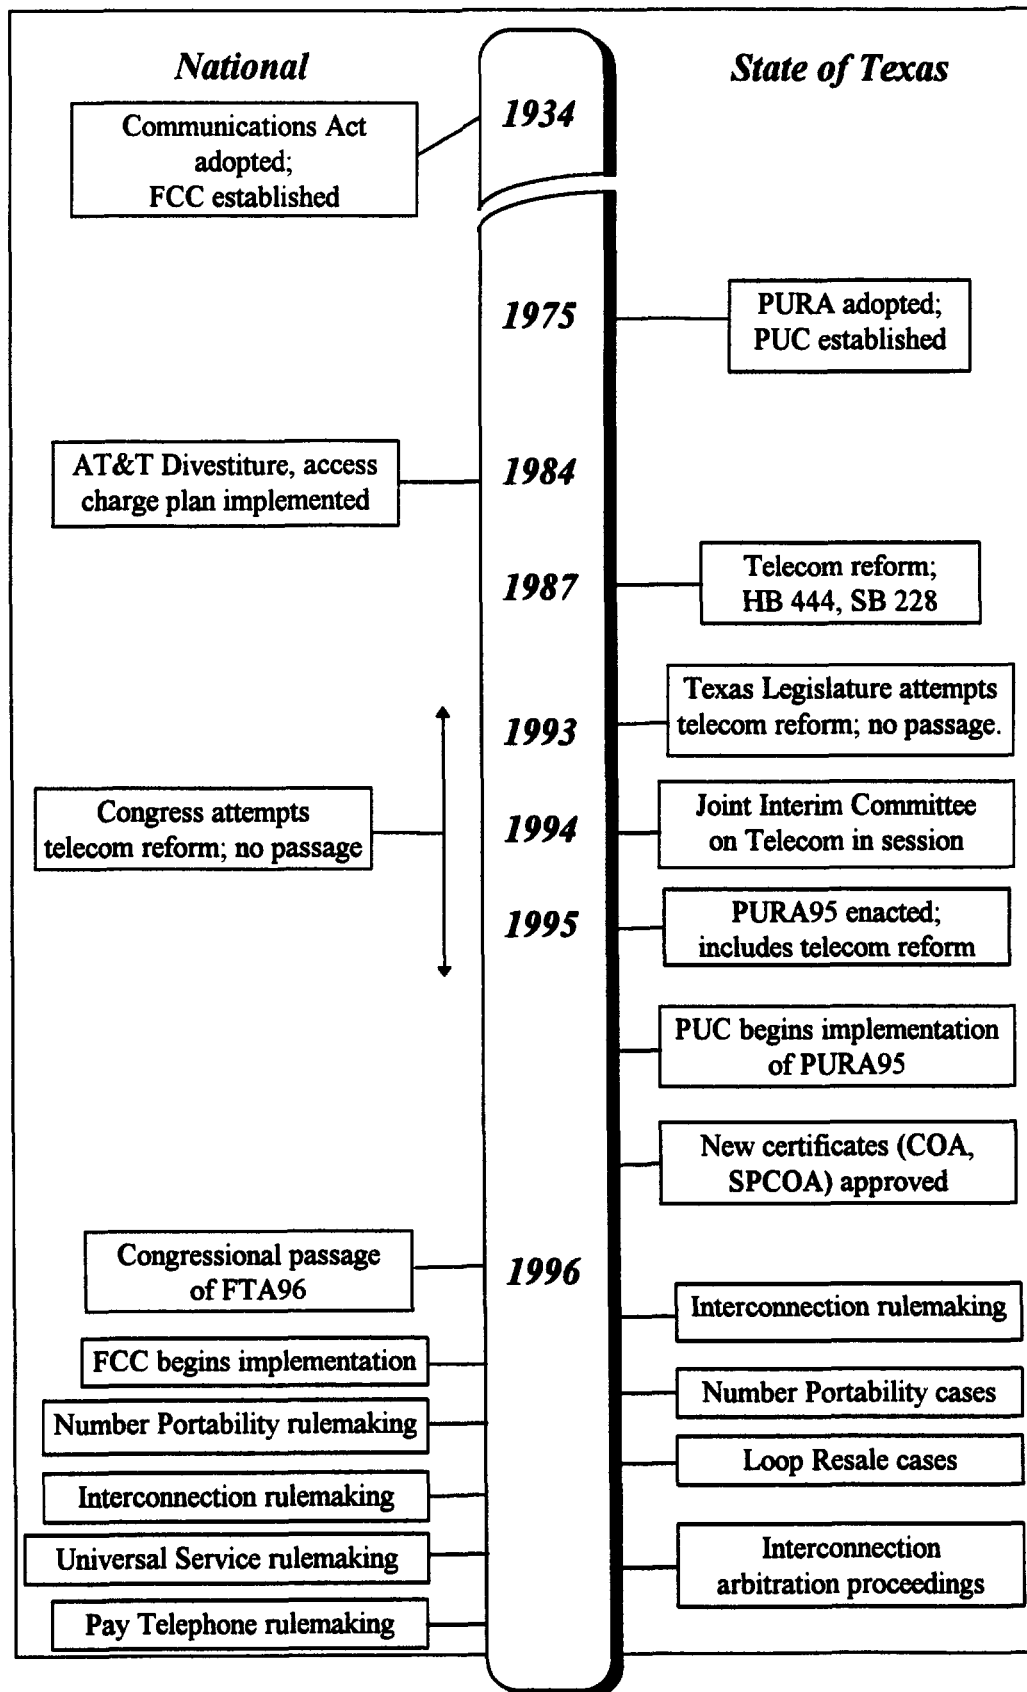 National
State of Texas
1934
Communications Act
adopted;
FCC established
1975
PURA adopted;
PUC established
AT&T Divestiture, access
charge plan implemented
1984
1987
Telecom reform;
HB 444, SB 228
Texas Legislature attempts
telecom reform; no passage.
1993
Congress attempts
telecom reform; no passage
1994
Joint Interim Committee
on Telecom in session
1995
PURA95 enacted;
includes telecom reform
PUC begins implementation
of PURA95
New certificates (COA,
SPCOA) approved
Congressional passage
of FTA96
1996
Interconnection rulemaking
FCC begins implementation
Number Portability cases
Number Portability rulemaking
Loop Resale cases
Interconnection rulemaking
Universal Service rulemaking
Interconnection
arbitration proceedings
Pay Telephone rulemaking